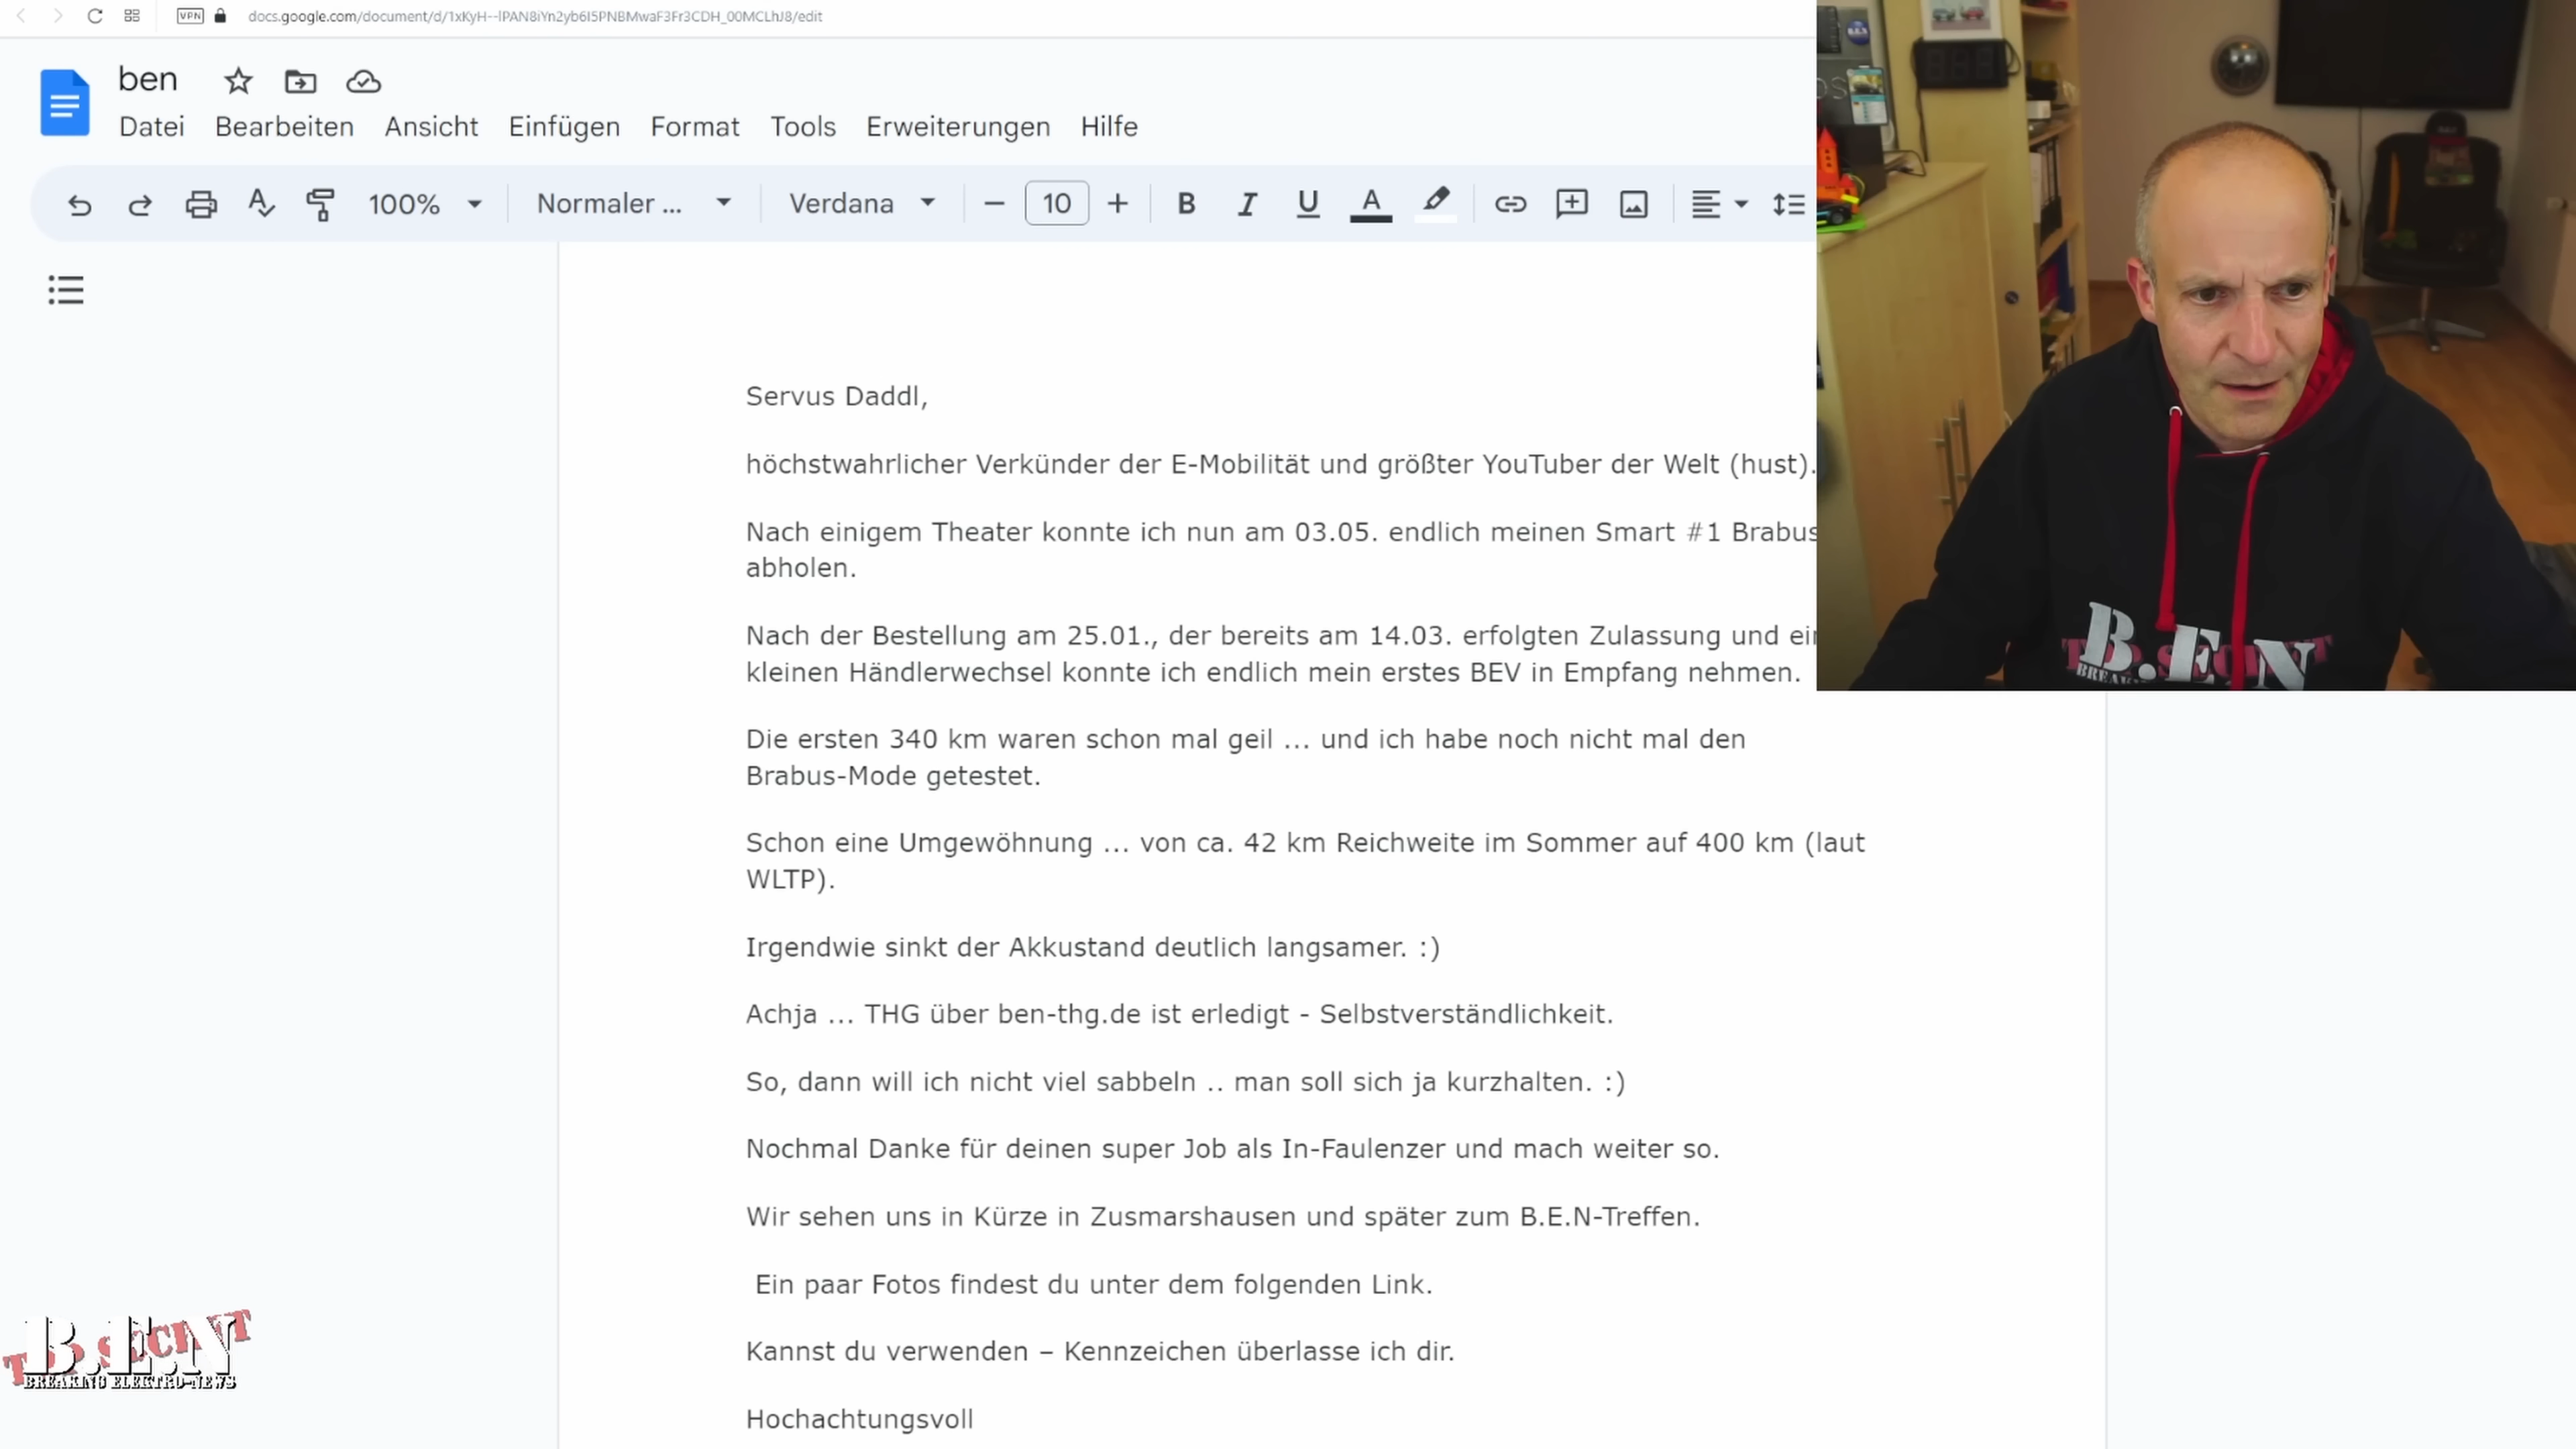 VPN docs.google.com/document/d/1xKyH--lPAN8iYn2yb6I5PNBMwaF3Fr3CDH_00MCLhJ8/edit
ben
Datei Bearbeiten Ansicht Einfügen Format Tools Erweiterungen Hilfe
100% Normaler ... Verdana 10 B I U A
Servus Daddl,
höchstwahrlicher Verkünder der E-Mobilität und größter YouTuber der Welt (hust).
Nach einigem Theater konnte ich nun am 03.05. endlich meinen Smart #1 Brabus
abholen.
Nach der Bestellung am 25.01., der bereits am 14.03. erfolgten Zulassung und ein
kleinen Händlerwechsel konnte ich endlich mein erstes BEV in Empfang nehmen.
Die ersten 340 km waren schon mal geil ... und ich habe noch nicht mal den
Brabus-Mode getestet.
Schon eine Umgewöhnung ... von ca. 42 km Reichweite im Sommer auf 400 km (laut
WLTP).
Irgendwie sinkt der Akkustand deutlich langsamer. :)
Achja ... THG über ben-thg.de ist erledigt - Selbstverständlichkeit.
So, dann will ich nicht viel sabbeln .. man soll sich ja kurzhalten. :)
Nochmal Danke für deinen super Job als In-Faulenzer und mach weiter so.
Wir sehen uns in Kürze in Zusmarshausen und später zum B.E.N-Treffen.
Ein paar Fotos findest du unter dem folgenden Link.
Kannst du verwenden – Kennzeichen überlasse ich dir.
Hochachtungsvoll
B.E.N
TOP SECRET
BREAKING ELEKTRO-NEWS
B.E.N